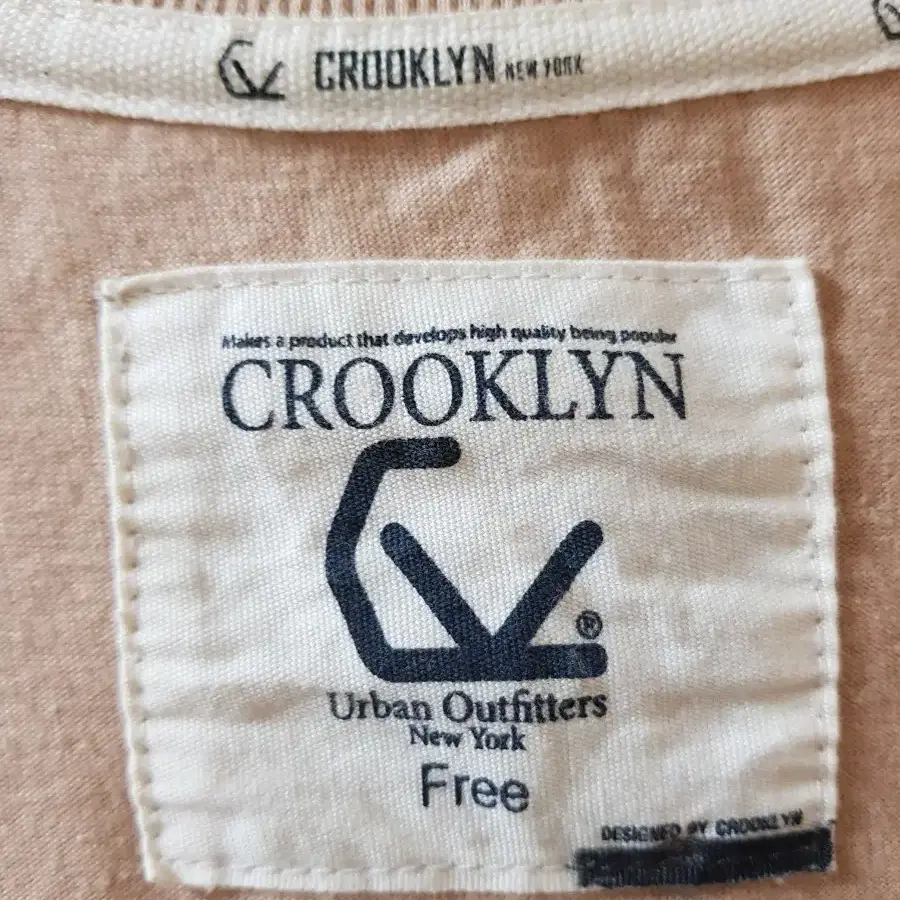 CROOKLYN NEW YORK
Makes a product that develops high quality being popular
CROOKLYN
®
Urban Outfitters
New York
Free
DESIGNED BY CROOKLYN